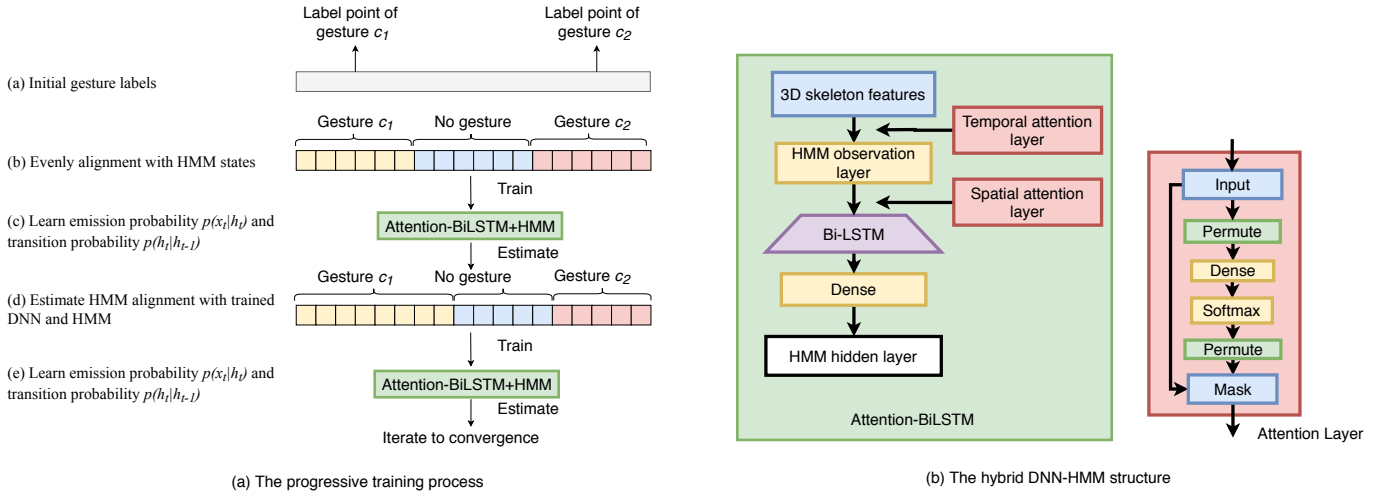 Label point of
gesture c1
Label point of
gesture c2
(a) Initial gesture labels
Gesture c1
No gesture
Gesture c2
(b) Evenly alignment with HMM states
Train
(c) Learn emission probability p(xt|ht) and
transition probability p(ht|ht-1)
Attention-BiLSTM+HMM
Estimate
Gesture c1
No gesture
Gesture c2
(d) Estimate HMM alignment with trained
DNN and HMM
Train
(e) Learn emission probability p(xt|ht) and
transition probability p(ht|ht-1)
Attention-BiLSTM+HMM
Estimate
Iterate to convergence
(a) The progressive training process
3D skeleton features
Temporal attention
layer
HMM observation
layer
Spatial attention
layer
Bi-LSTM
Dense
HMM hidden layer
Attention-BiLSTM
Input
Permute
Dense
Softmax
Permute
Mask
Attention Layer
(b) The hybrid DNN-HMM structure